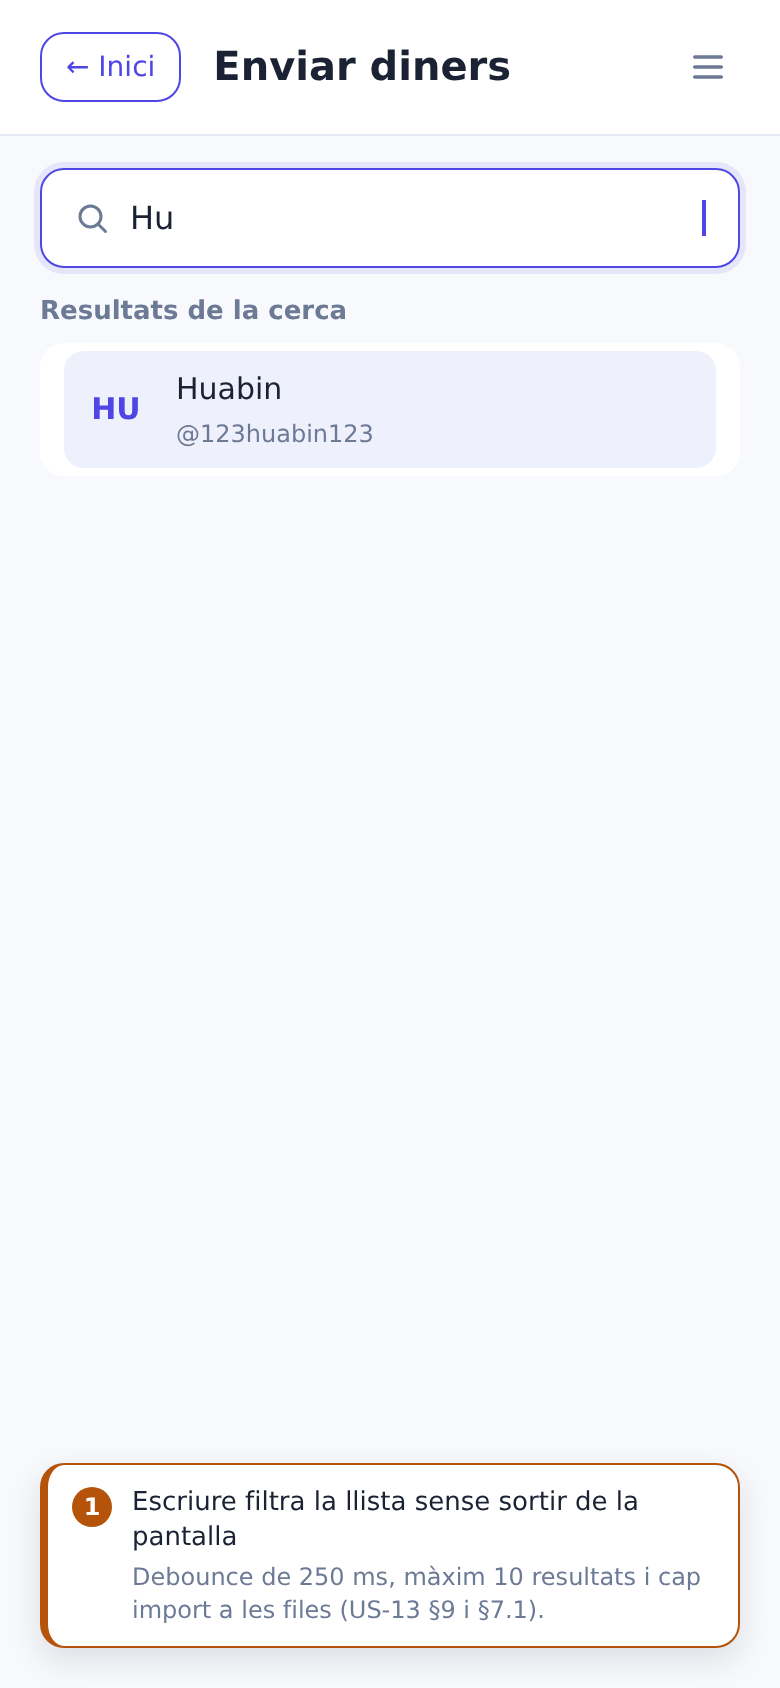 ← Inici
Enviar diners
Hu
Resultats de la cerca
HU
Huabin
@123huabin123
1
Escriure filtra la llista sense sortir de la
pantalla
Debounce de 250 ms, màxim 10 resultats i cap
import a les files (US-13 §9 i §7.1).